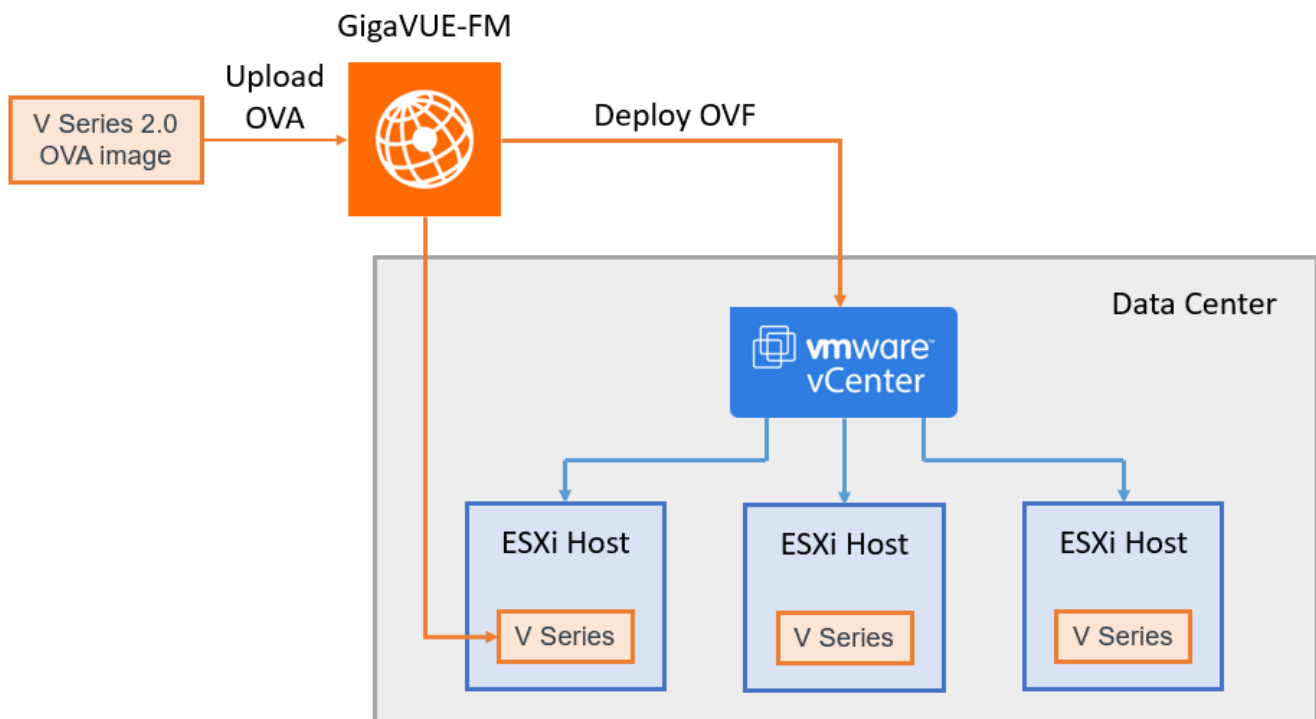 GigaVUE-FM
Upload
OVA
V Series 2.0
OVA image
Deploy OVF
Data Center
vmware™
vCenter
ESXi Host
ESXi Host
ESXi Host
V Series
V Series
V Series